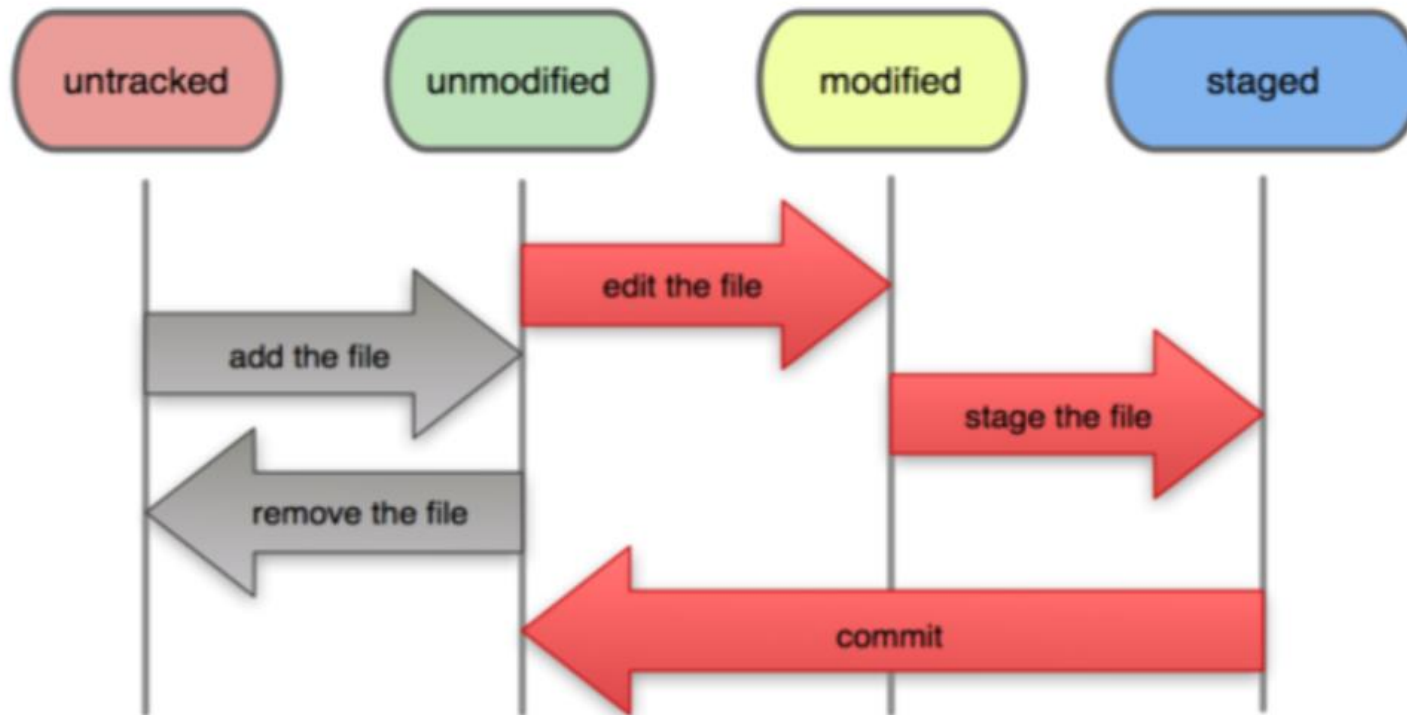 untracked
unmodified
modified
staged
edit the file
add the file
stage the file
remove the file
commit